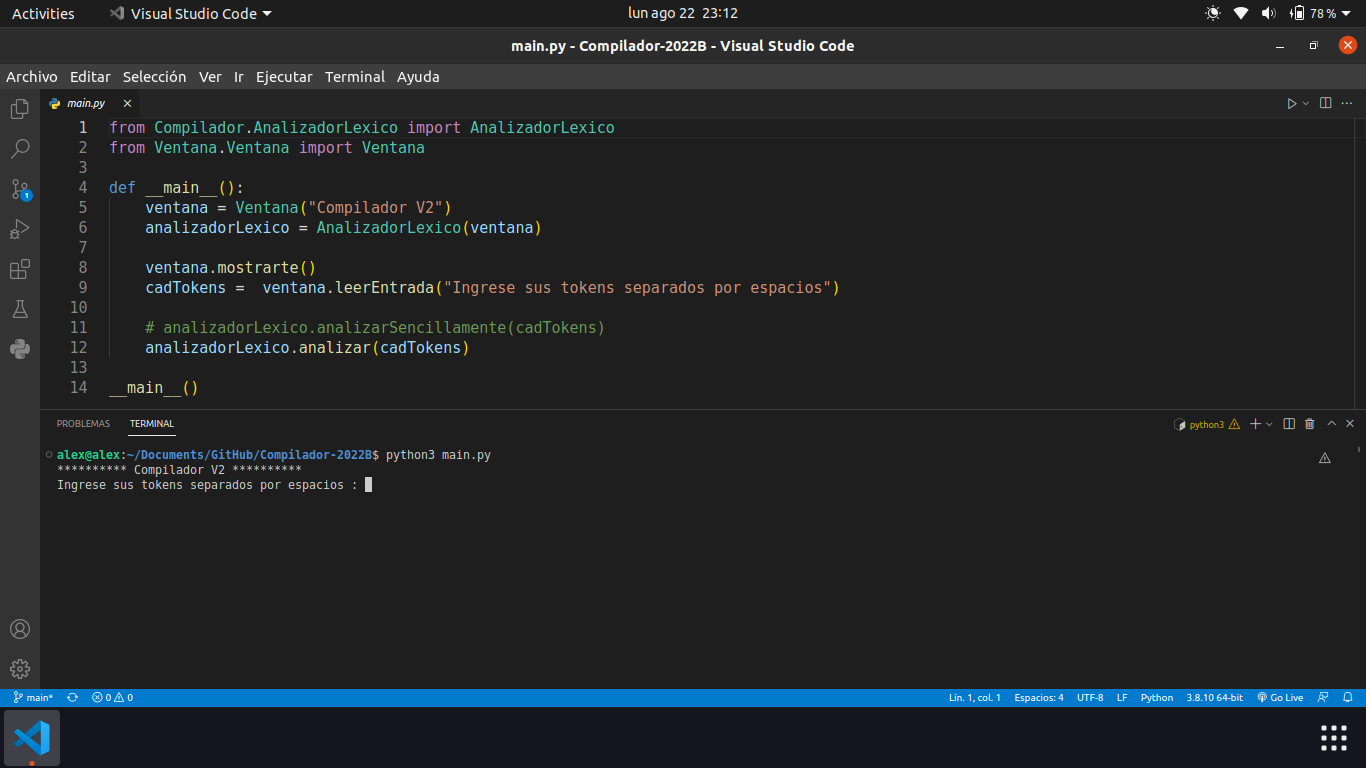 Activities Visual Studio Code lun ago 22 23:12 78 %
main.py - Compilador-2022B - Visual Studio Code
Archivo Editar Selección Ver Ir Ejecutar Terminal Ayuda
main.py
1 from Compilador.AnalizadorLexico import AnalizadorLexico
2 from Ventana.Ventana import Ventana
3
4 def __main__():
5 ventana = Ventana("Compilador V2")
6 analizadorLexico = AnalizadorLexico(ventana)
7
8 ventana.mostrarte()
9 cadTokens =  ventana.leerEntrada("Ingrese sus tokens separados por espacios")
10
11 # analizadorLexico.analizarSencillamente(cadTokens)
12 analizadorLexico.analizar(cadTokens)
13
14 __main__()
1
PROBLEMAS TERMINAL python3
alex@alex:~/Documents/GitHub/Compilador-2022B$ python3 main.py
********** Compilador V2 **********
Ingrese sus tokens separados por espacios :
main* 0 0 Lin. 1, col. 1 Espacios: 4 UTF-8 LF Python 3.8.10 64-bit Go Live